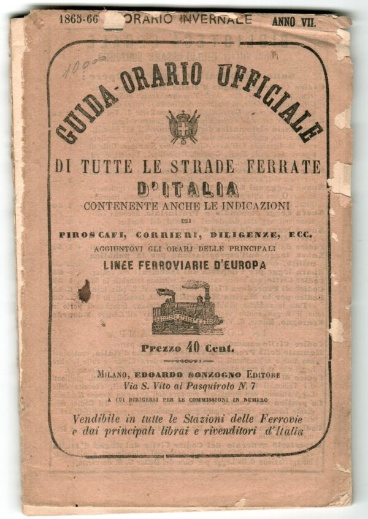 1865-66 ORARIO INVERNALE ANNO VII.
GUIDA-ORARIO UFFICIALE
DI TUTTE LE STRADE FERRATE
D'ITALIA
CONTENENTE ANCHE LE INDICAZIONI
DEI
PIROSCAFI, CORRIERI, DILIGENZE, ECC.
AGGIUNTOVI GLI ORARJ DELLE PRINCIPALI
LINEE FERROVIARIE D'EUROPA
Prezzo 40 Cent.
MILANO, EDOARDO SONZOGNO EDITORE
Via S. Vito al Pasquirolo N. 7
A CUI DIRIGERSI PER LE COMMISSIONI IN NUMERO
Vendibile in tutte le Stazioni delle Ferrovie
e dai principali librai e rivenditori d'Italia